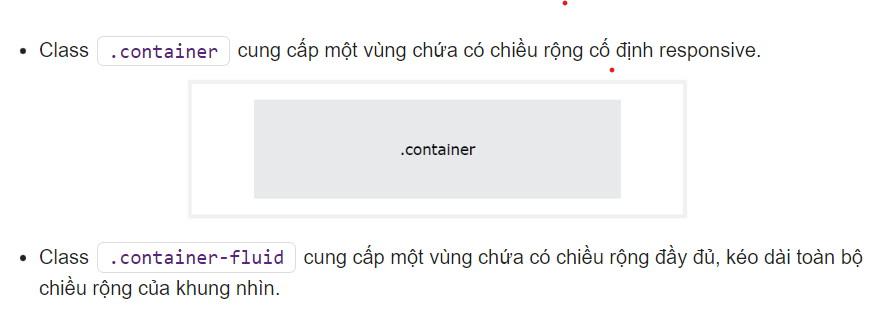 Class .container cung cấp một vùng chứa có chiều rộng cố định responsive.
.container
Class .container-fluid cung cấp một vùng chứa có chiều rộng đầy đủ, kéo dài toàn bộ
chiều rộng của khung nhìn.